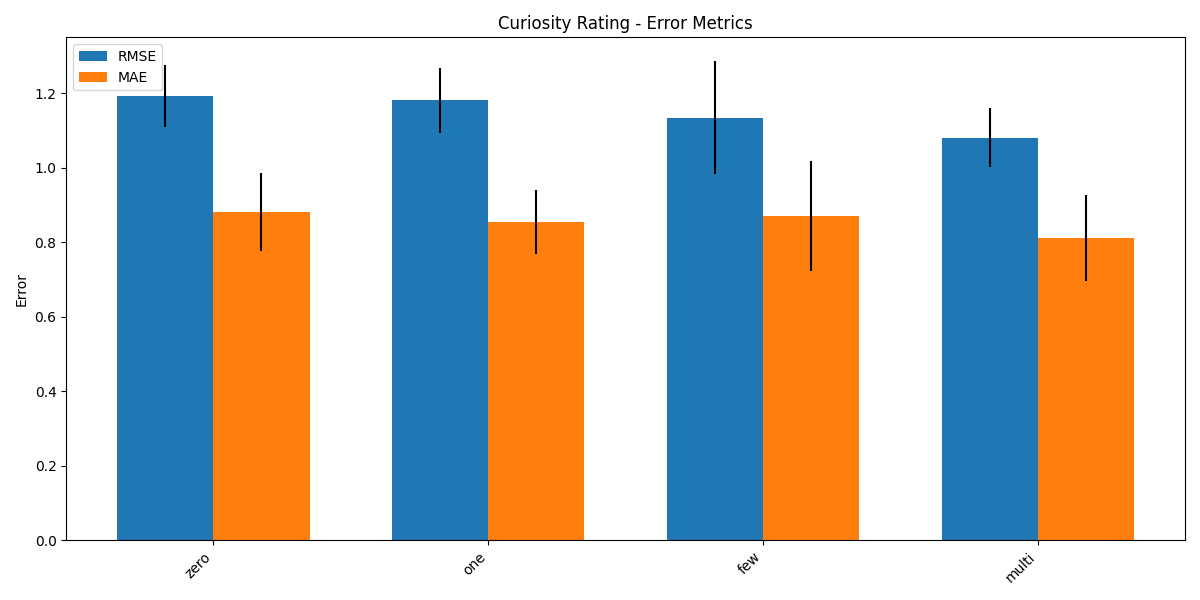 Curiosity Rating - Error Metrics
RMSE
MAE
Error
1.2
1.0
0.8
0.6
0.4
0.2
0.0
zero
one
few
multi